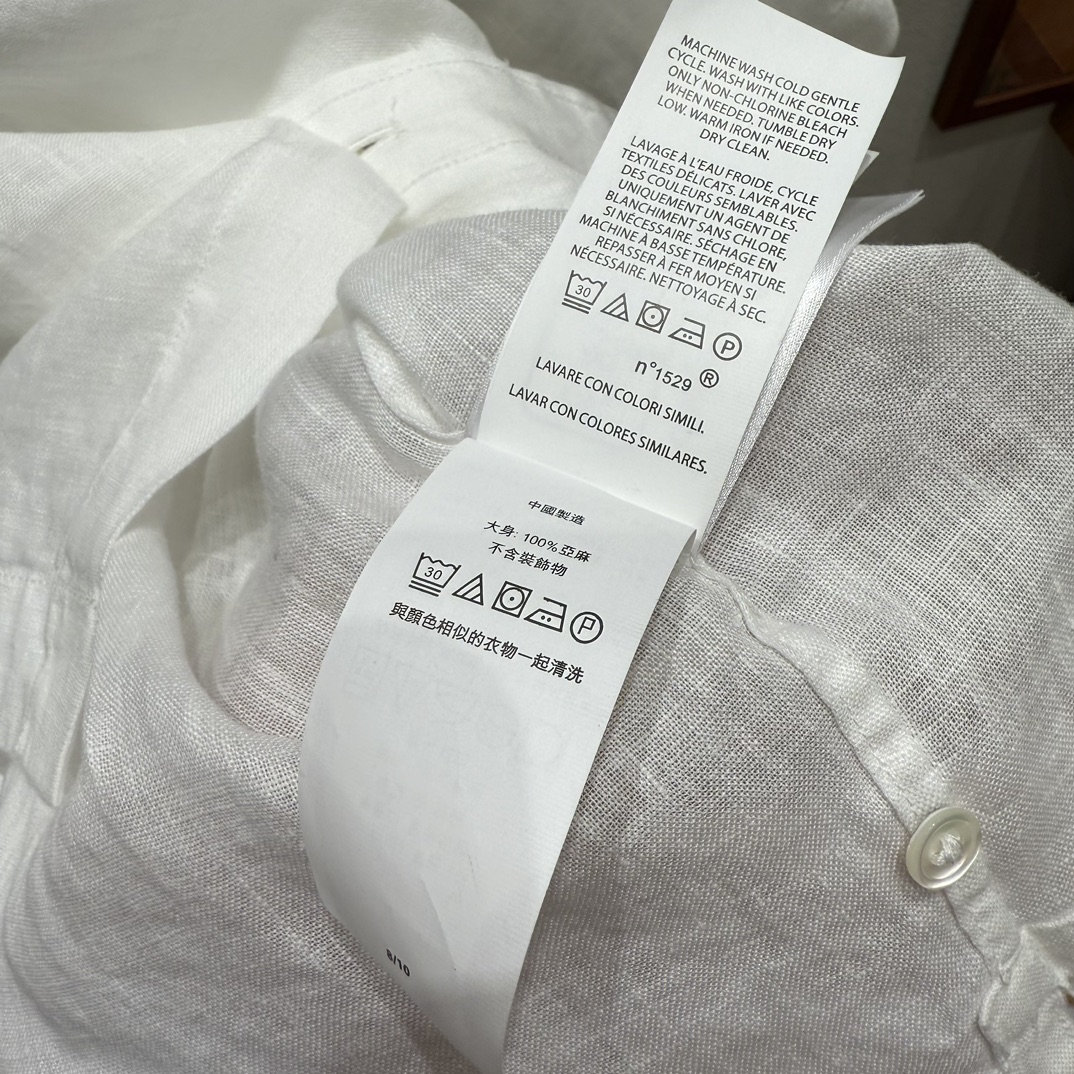 MACHINE WASH COLD GENTLE
CYCLE. WASH WITH LIKE COLORS.
ONLY NON-CHLORINE BLEACH
WHEN NEEDED. TUMBLE DRY
LOW. WARM IRON IF NEEDED.
DRY CLEAN.
LAVAGE À L'EAU FROIDE, CYCLE
TEXTILES DÉLICATS. LAVER AVEC
DES COULEURS SEMBLABLES.
UNIQUEMENT UN AGENT DE
BLANCHIMENT SANS CHLORE,
SI NÉCESSAIRE. SÉCHAGE EN
MACHINE À BASSE TEMPÉRATURE.
REPASSER À FER MOYEN SI
NÉCESSAIRE. NETTOYAGE À SEC.
30 P
n°1529 ®
LAVARE CON COLORI SIMILI.
LAVAR CON COLORES SIMILARES.
中國製造
大身: 100% 亞麻
不含裝飾物
30 P
與顏色相似的衣物一起清洗
8/10